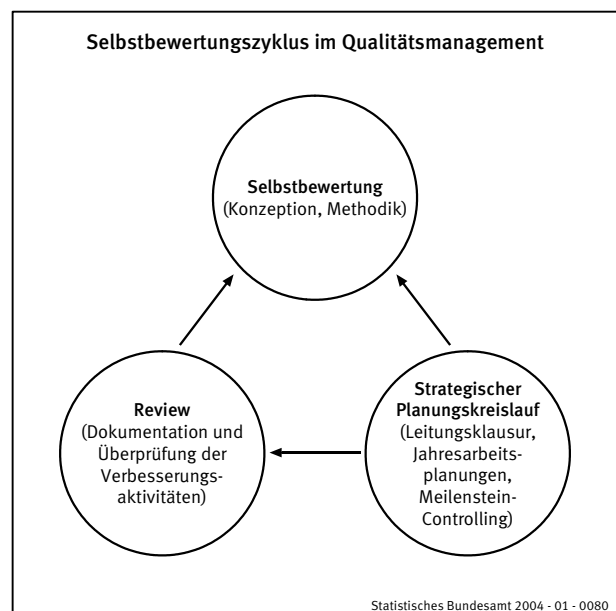 Selbstbewertungszyklus im Qualitätsmanagement
Selbstbewertung
(Konzeption, Methodik)
Review
(Dokumentation und
Überprüfung der
Verbesserungs-
aktivitäten)
Strategischer
Planungskreislauf
(Leitungsklausur,
Jahresarbeits-
planungen,
Meilenstein-
Controlling)
Statistisches Bundesamt 2004 - 01 - 0080